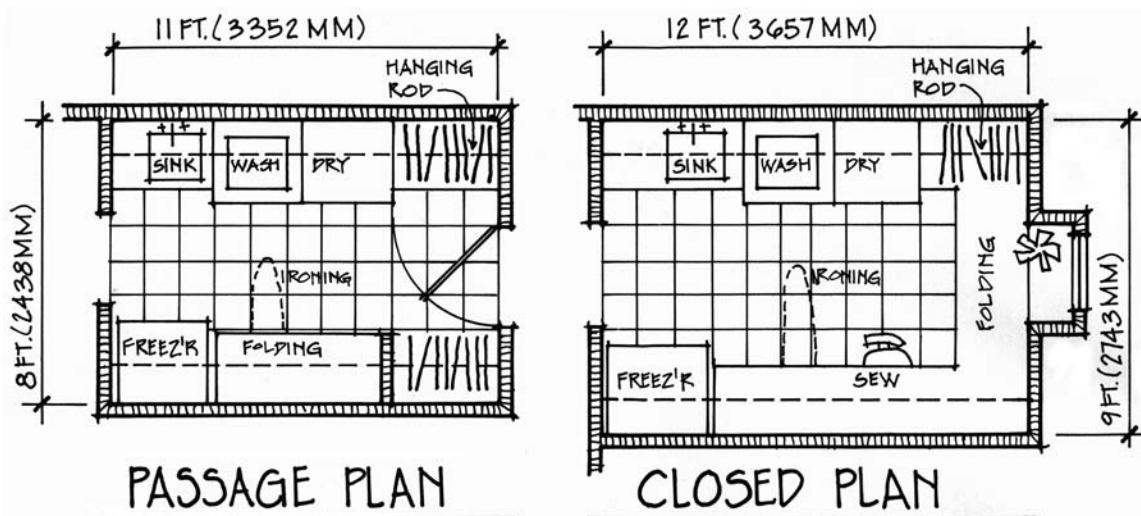 11 FT. (3352 MM)
HANGING
ROD
SINK
WASH
DRY
8 FT. (2438 MM)
IRONING
FREEZ'R
FOLDING
PASSAGE PLAN
12 FT. (3657 MM)
HANGING
ROD
SINK
WASH
DRY
FOLDING
IRONING
9 FT. (2743 MM)
FREEZ'R
SEW
CLOSED PLAN